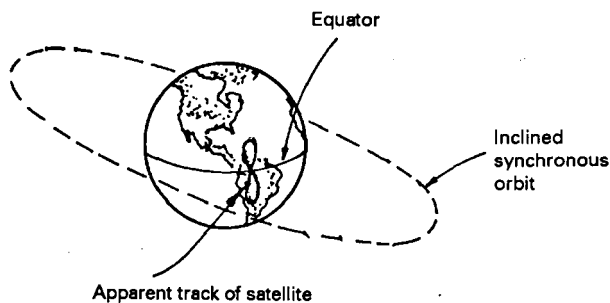 Equator
Inclined
synchronous
orbit
Apparent track of satellite